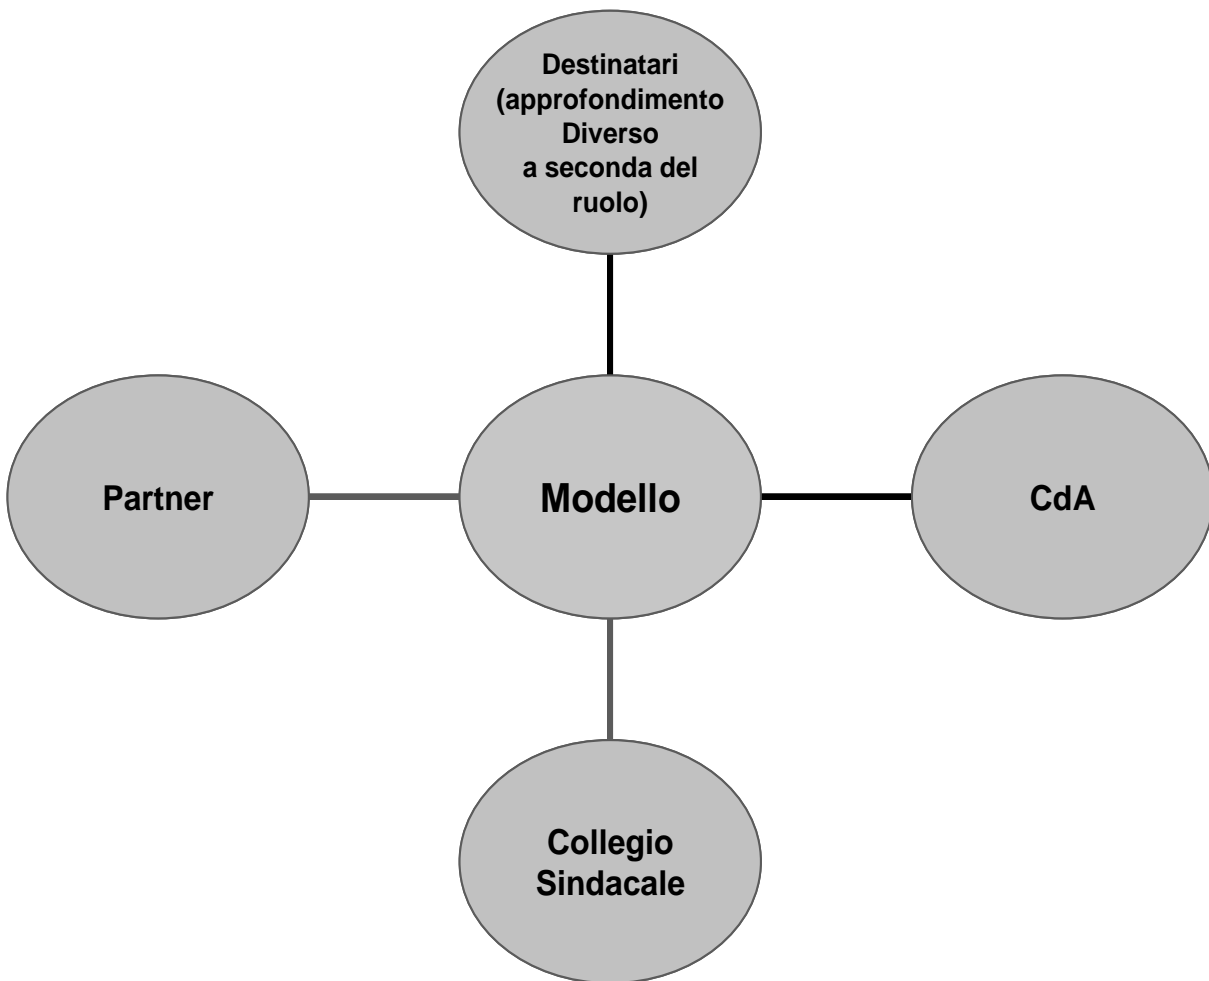 Destinatari
(approfondimento
Diverso
a seconda del
ruolo)
Partner
Modello
CdA
Collegio
Sindacale